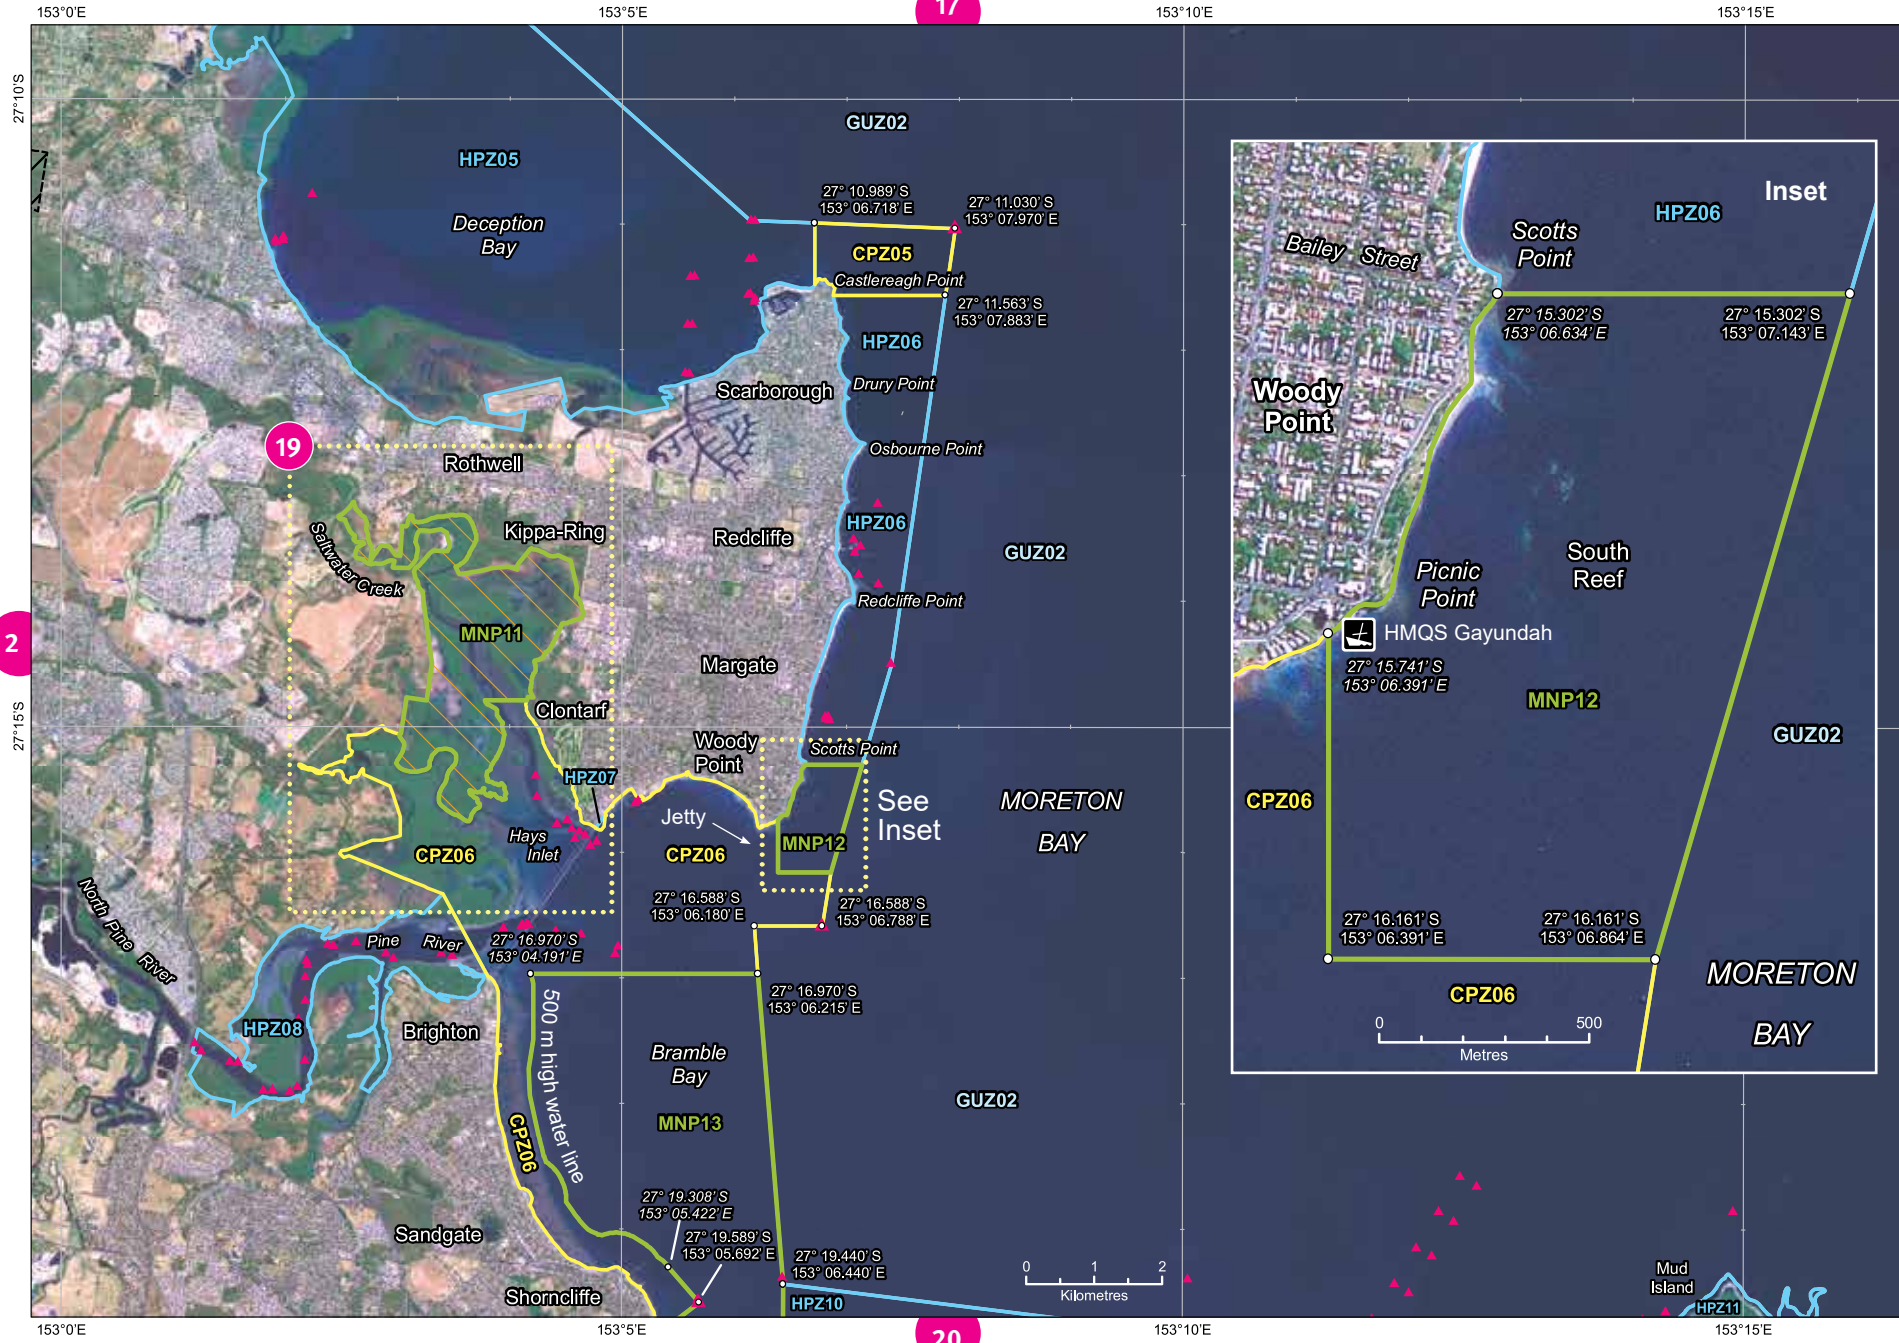 153°0'E
153°5'E
17
153°10'E
153°15'E
27°10'S
GUZ02
HPZ05
Deception
Bay
27° 10.989' S
153° 06.718' E
27° 11.030' S
153° 07.970' E
CPZ05
Castlereagh Point
27° 11.563' S
153° 07.883' E
HPZ06
Drury Point
Scarborough
Osbourne Point
19
Rothwell
Saltwater Creek
Kippa-Ring
Redcliffe
HPZ06
GUZ02
Redcliffe Point
2
MNP11
Margate
Clontarf
27°15'S
Woody
Point
Scotts Point
HPZ07
See
Inset
MORETON
BAY
Jetty
Hays
Inlet
CPZ06
CPZ06
MNP12
27° 16.588' S
153° 06.180' E
27° 16.588' S
153° 06.788' E
North Pine River
Pine River
27° 16.970' S
153° 04.191' E
27° 16.970' S
153° 06.215' E
HPZ08
Brighton
500 m high water line
Bramble
Bay
MNP13
GUZ02
CPZ06
27° 19.308' S
153° 05.422' E
27° 19.589' S
153° 05.692' E
Sandgate
27° 19.440' S
153° 06.440' E
Shorncliffe
HPZ10
0 1 2
Kilometres
Mud
Island
HPZ11
Inset
HPZ06
Scotts
Point
Bailey Street
27° 15.302' S
153° 06.634' E
27° 15.302' S
153° 07.143' E
Woody
Point
South
Reef
Picnic
Point
HMQS Gayundah
27° 15.741' S
153° 06.391' E
MNP12
GUZ02
CPZ06
27° 16.161' S
153° 06.391' E
27° 16.161' S
153° 06.864' E
CPZ06
MORETON
BAY
0 500
Metres
153°0'E
153°5'E
20
153°10'E
153°15'E